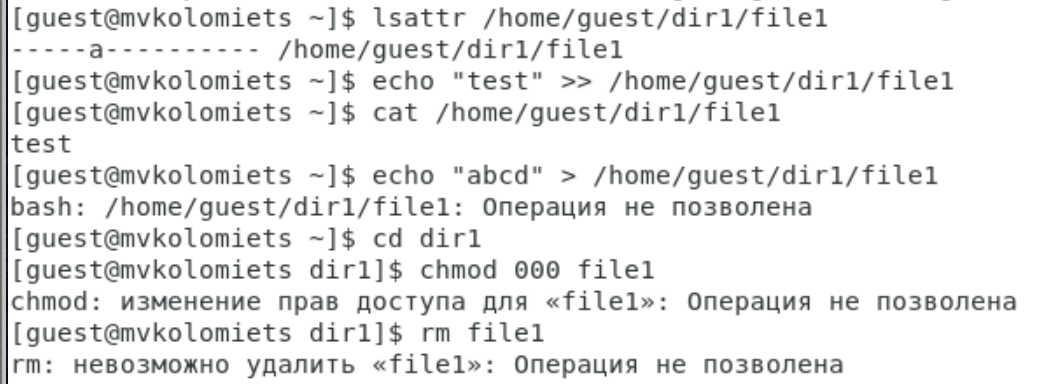 [guest@mvkolomiets ~]$ lsattr /home/guest/dir1/file1
-----a---------- /home/guest/dir1/file1
[guest@mvkolomiets ~]$ echo "test" >> /home/guest/dir1/file1
[guest@mvkolomiets ~]$ cat /home/guest/dir1/file1
test
[guest@mvkolomiets ~]$ echo "abcd" > /home/guest/dir1/file1
bash: /home/guest/dir1/file1: Операция не позволена
[guest@mvkolomiets ~]$ cd dir1
[guest@mvkolomiets dir1]$ chmod 000 file1
chmod: изменение прав доступа для «file1»: Операция не позволена
[guest@mvkolomiets dir1]$ rm file1
rm: невозможно удалить «file1»: Операция не позволена